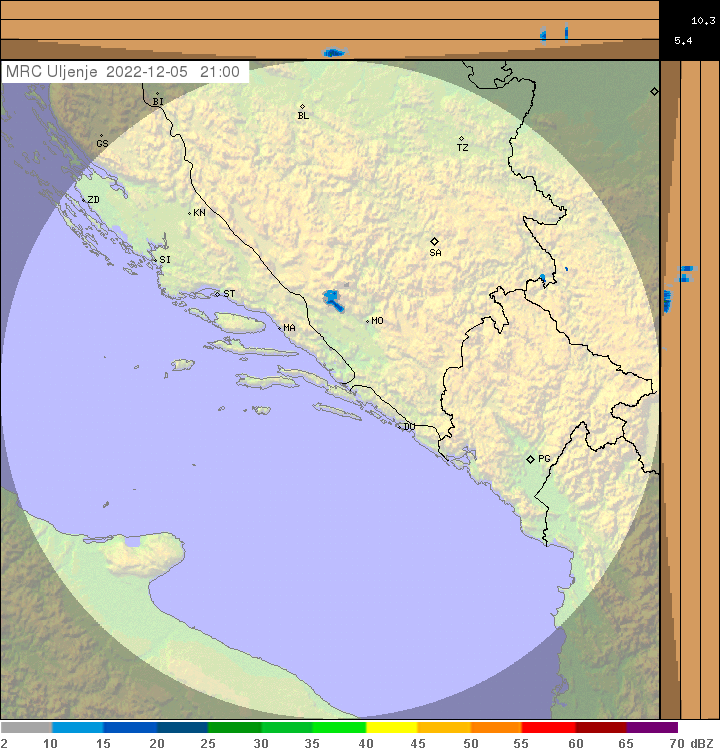 10.3
5.4
MRC Uljenje 2022-12-05 21:00
BI
BL
GS
TZ
ZD
KN
SA
SI
ST
MO
MA
DU
PG
2 10 15 20 25 30 35 40 45 50 55 60 65 70 dBZ